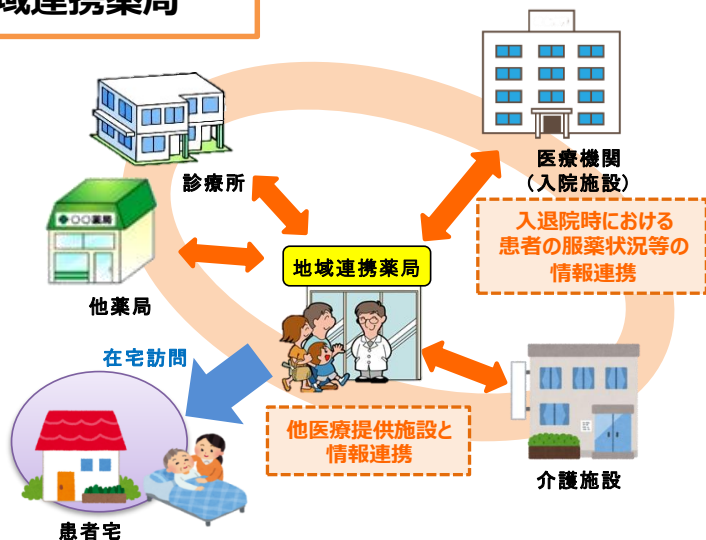 域連携薬局
診療所
医療機関
（入院施設）
入退院時における
患者の服薬状況等の
情報連携
〇〇薬局
地域連携薬局
他薬局
在宅訪問
他医療提供施設と
情報連携
介護施設
患者宅